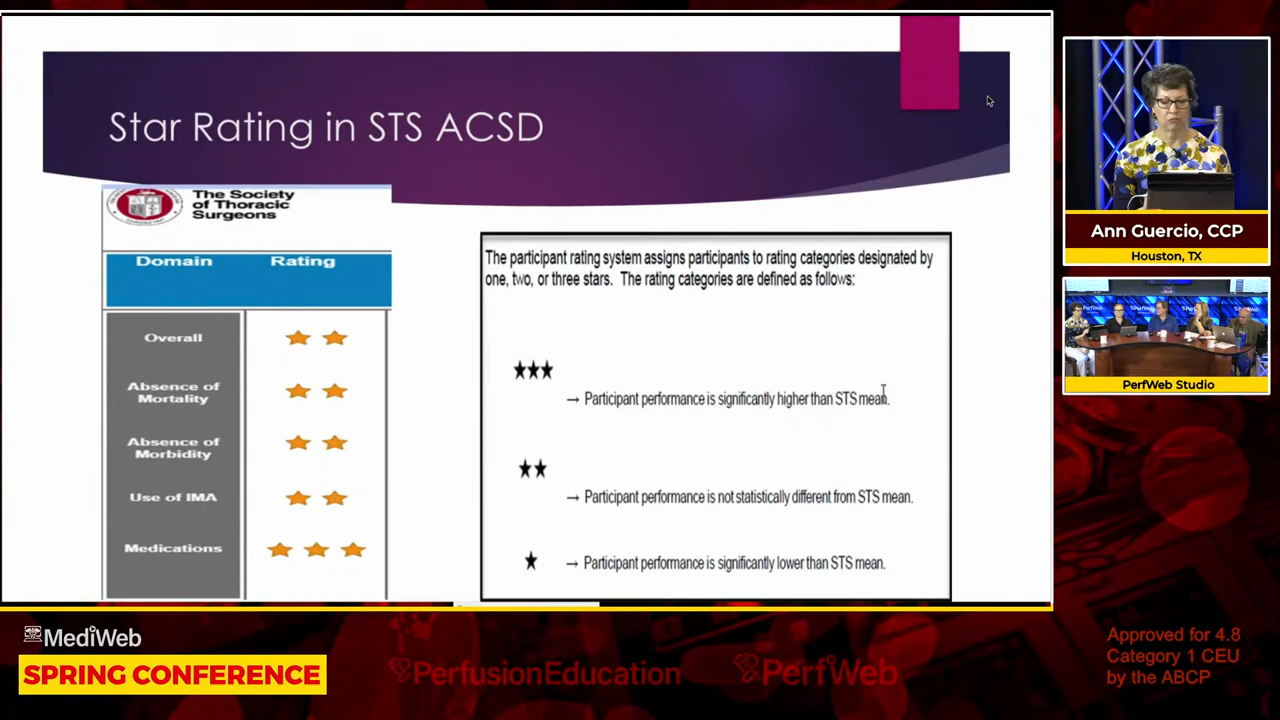 Star Rating in STS ACSD
The Society
of Thoracic
Surgeons
Domain Rating
Overall
Absence of
Mortality
Absence of
Morbidity
Use of IMA
Medications
The participant rating system assigns participants to rating categories designated by
one, two, or three stars. The rating categories are defined as follows:
★★★
→ Participant performance is significantly higher than STS mean.
★★
→ Participant performance is not statistically different from STS mean.
★
→ Participant performance is significantly lower than STS mean.
Ann Guercio, CCP
Houston, TX
PerfWeb Studio
MediWeb
SPRING CONFERENCE
PerfusionEducation
PerfWeb
Approved for 4.8
Category 1 CEU
by the ABCP